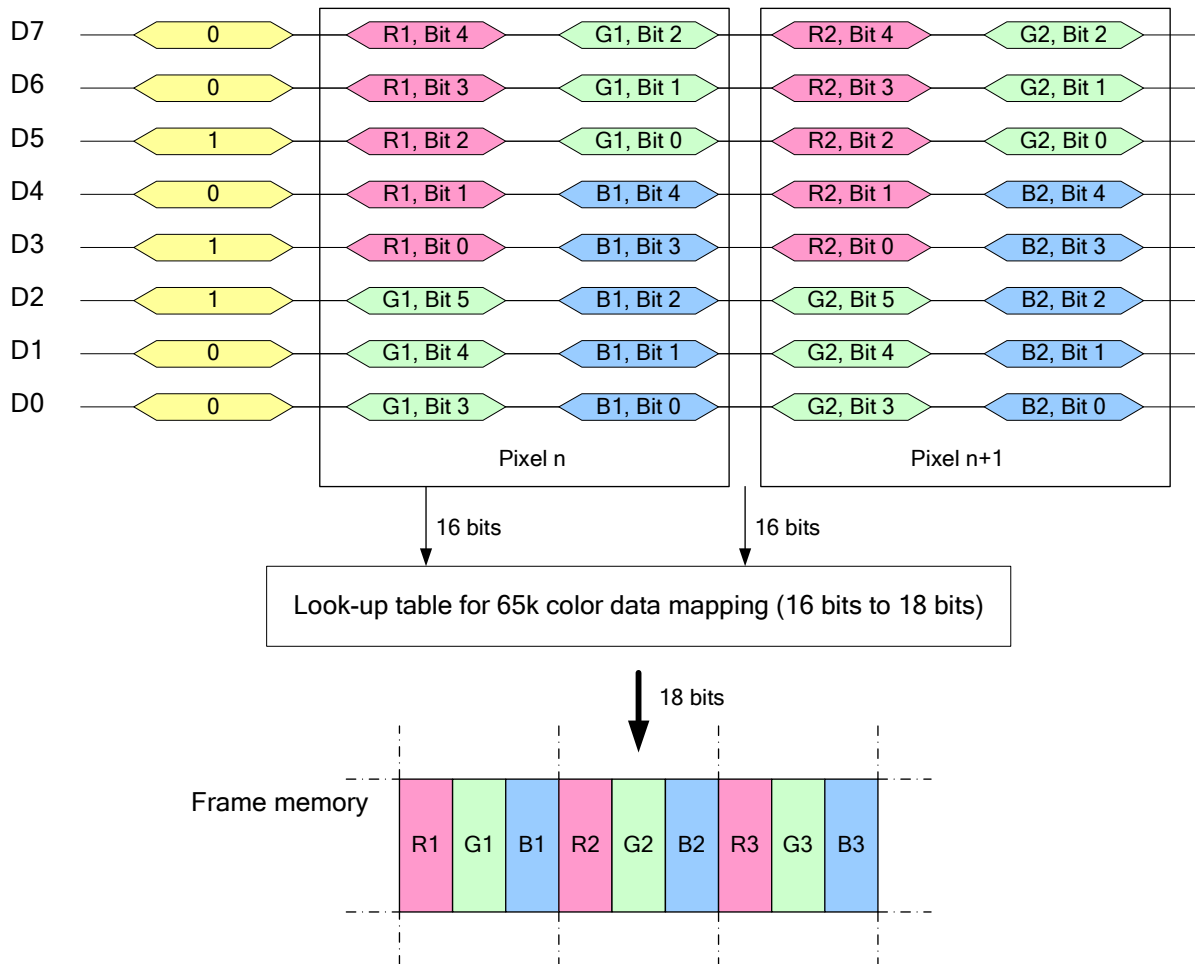 D7 0 R1, Bit 4 G1, Bit 2 R2, Bit 4 G2, Bit 2
D6 0 R1, Bit 3 G1, Bit 1 R2, Bit 3 G2, Bit 1
D5 1 R1, Bit 2 G1, Bit 0 R2, Bit 2 G2, Bit 0
D4 0 R1, Bit 1 B1, Bit 4 R2, Bit 1 B2, Bit 4
D3 1 R1, Bit 0 B1, Bit 3 R2, Bit 0 B2, Bit 3
D2 1 G1, Bit 5 B1, Bit 2 G2, Bit 5 B2, Bit 2
D1 0 G1, Bit 4 B1, Bit 1 G2, Bit 4 B2, Bit 1
D0 0 G1, Bit 3 B1, Bit 0 G2, Bit 3 B2, Bit 0
Pixel n Pixel n+1
16 bits 16 bits
Look-up table for 65k color data mapping (16 bits to 18 bits)
18 bits
Frame memory
R1 G1 B1 R2 G2 B2 R3 G3 B3